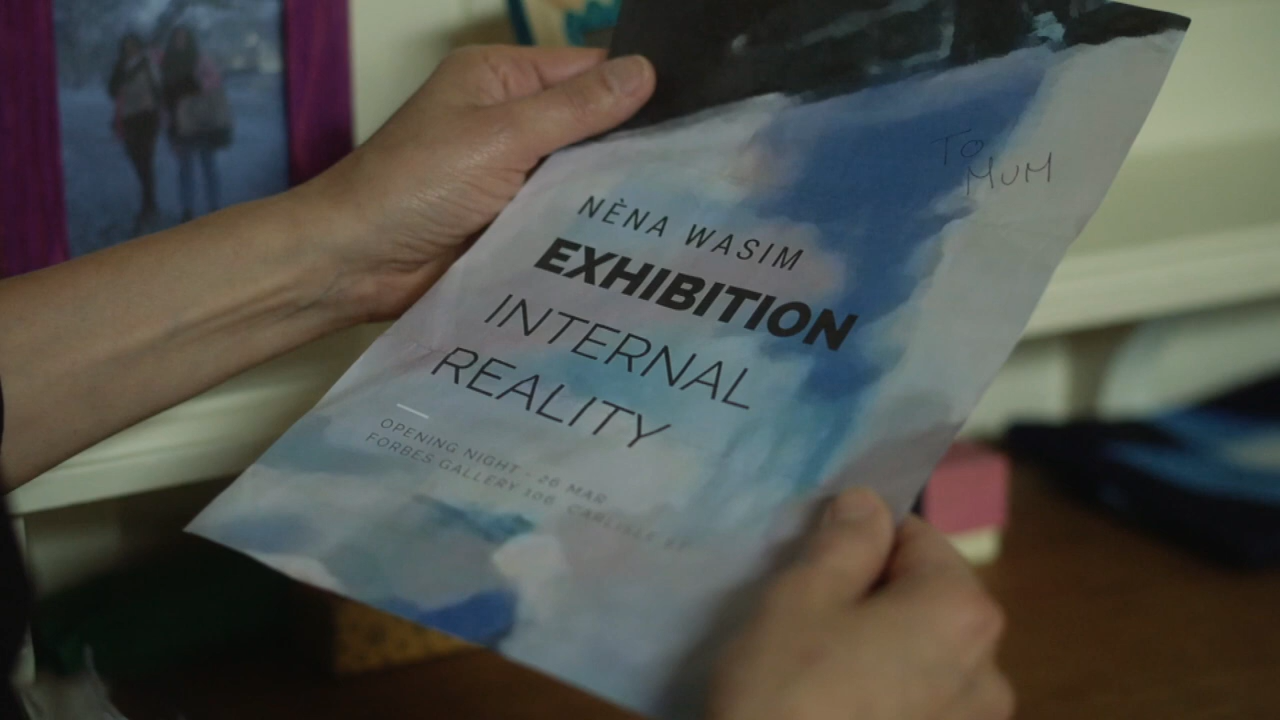 TO
MUM
NÈNA WASIM
EXHIBITION
INTERNAL
REALITY
OPENING NIGHT - 26 MAR
FORBES GALLERY 106 CARLISLE ST